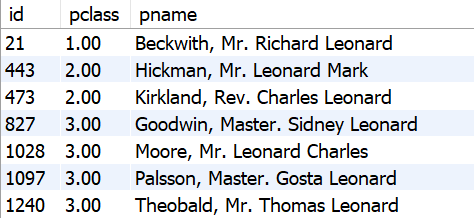 id pclass pname
21 1.00 Beckwith, Mr. Richard Leonard
443 2.00 Hickman, Mr. Leonard Mark
473 2.00 Kirkland, Rev. Charles Leonard
827 3.00 Goodwin, Master. Sidney Leonard
1028 3.00 Moore, Mr. Leonard Charles
1097 3.00 Palsson, Master. Gosta Leonard
1240 3.00 Theobald, Mr. Thomas Leonard